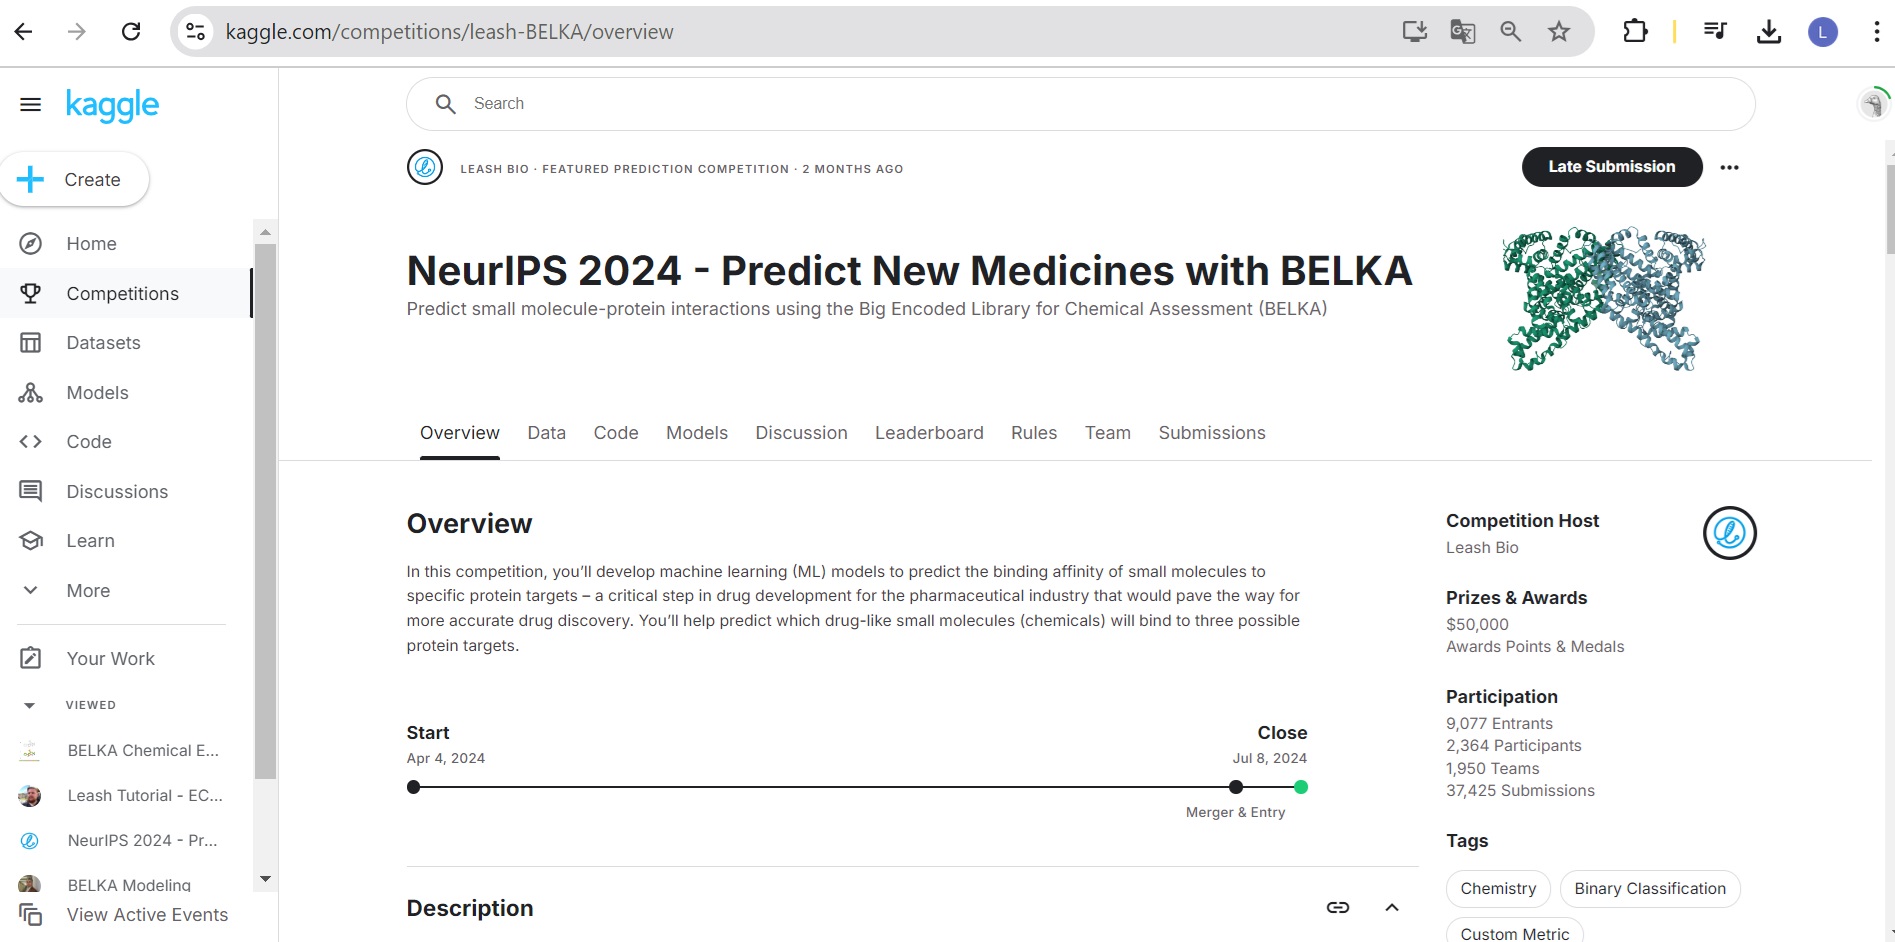 kaggle.com/competitions/leash-BELKA/overview
L
kaggle
Search
Create
Home
Competitions
Datasets
Models
Code
Discussions
Learn
More
Your Work
VIEWED
BELKA Chemical E...
Leash Tutorial - EC...
NeurIPS 2024 - Pr...
BELKA Modeling
View Active Events
LEASH BIO · FEATURED PREDICTION COMPETITION · 2 MONTHS AGO
Late Submission
NeurIPS 2024 - Predict New Medicines with BELKA
Predict small molecule-protein interactions using the Big Encoded Library for Chemical Assessment (BELKA)
Overview Data Code Models Discussion Leaderboard Rules Team Submissions
Overview
In this competition, you’ll develop machine learning (ML) models to predict the binding affinity of small molecules to
specific protein targets – a critical step in drug development for the pharmaceutical industry that would pave the way for
more accurate drug discovery. You’ll help predict which drug-like small molecules (chemicals) will bind to three possible
protein targets.
Start
Apr 4, 2024
Close
Jul 8, 2024
Merger & Entry
Description
Competition Host
Leash Bio
Prizes & Awards
$50,000
Awards Points & Medals
Participation
9,077 Entrants
2,364 Participants
1,950 Teams
37,425 Submissions
Tags
Chemistry
Binary Classification
Custom Metric